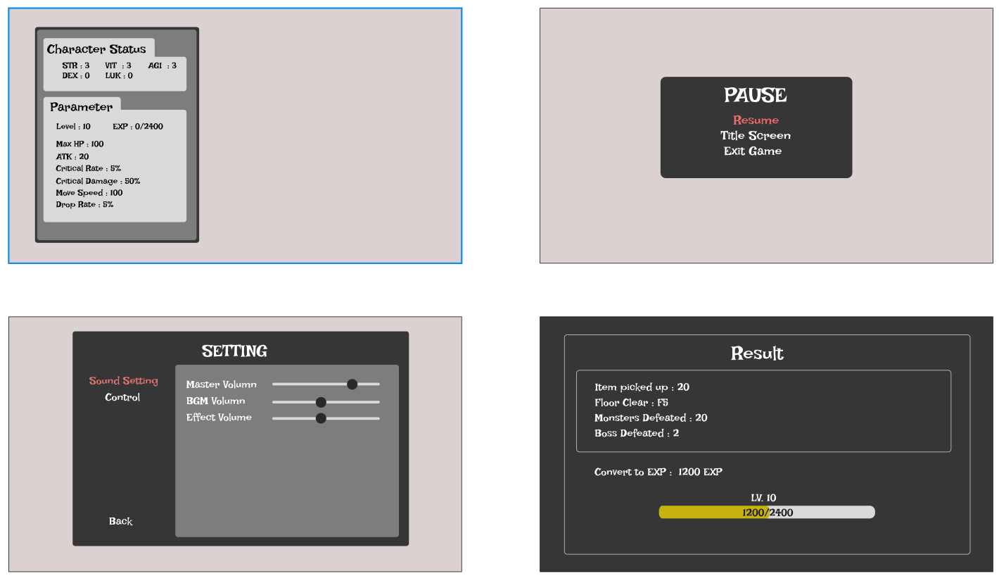 Character Status
STR : 3 VIT : 3 AGI : 3
DEX : 0 LUK : 0
Parameter
Level : 10 EXP : 0/2400
Max HP : 100
ATK : 20
Critical Rate : 5%
Critical Damage : 50%
Move Speed : 100
Drop Rate : 5%
PAUSE
Resume
Title Screen
Exit Game
SETTING
Sound Setting
Control
Back
Master Volumn
BGM Volumn
Effect Volume
Result
Item picked up : 20
Floor Clear : F5
Monsters Defeated : 20
Boss Defeated : 2
Convert to EXP : 1200 EXP
LV. 10
1200/2400